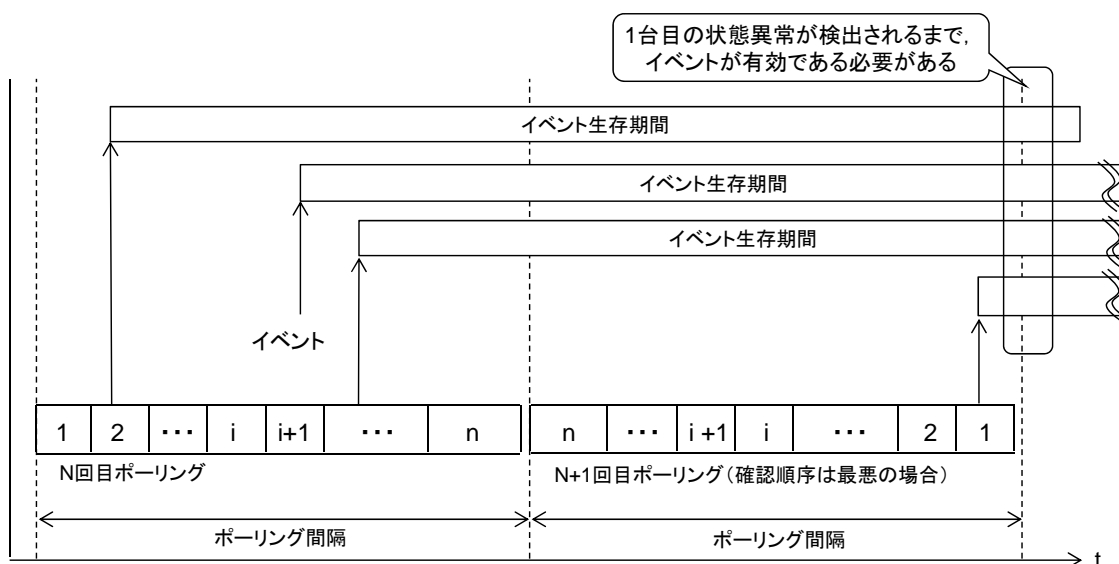 1台目の状態異常が検出されるまで,
イベントが有効である必要がある
イベント生存期間
イベント生存期間
イベント生存期間
イベント
1 2 ・・・ i i+1 ・・・ n
n ・・・ i +1 i ・・・ 2 1
N回目ポーリング
N+1回目ポーリング（確認順序は最悪の場合）
ポーリング間隔
ポーリング間隔
t